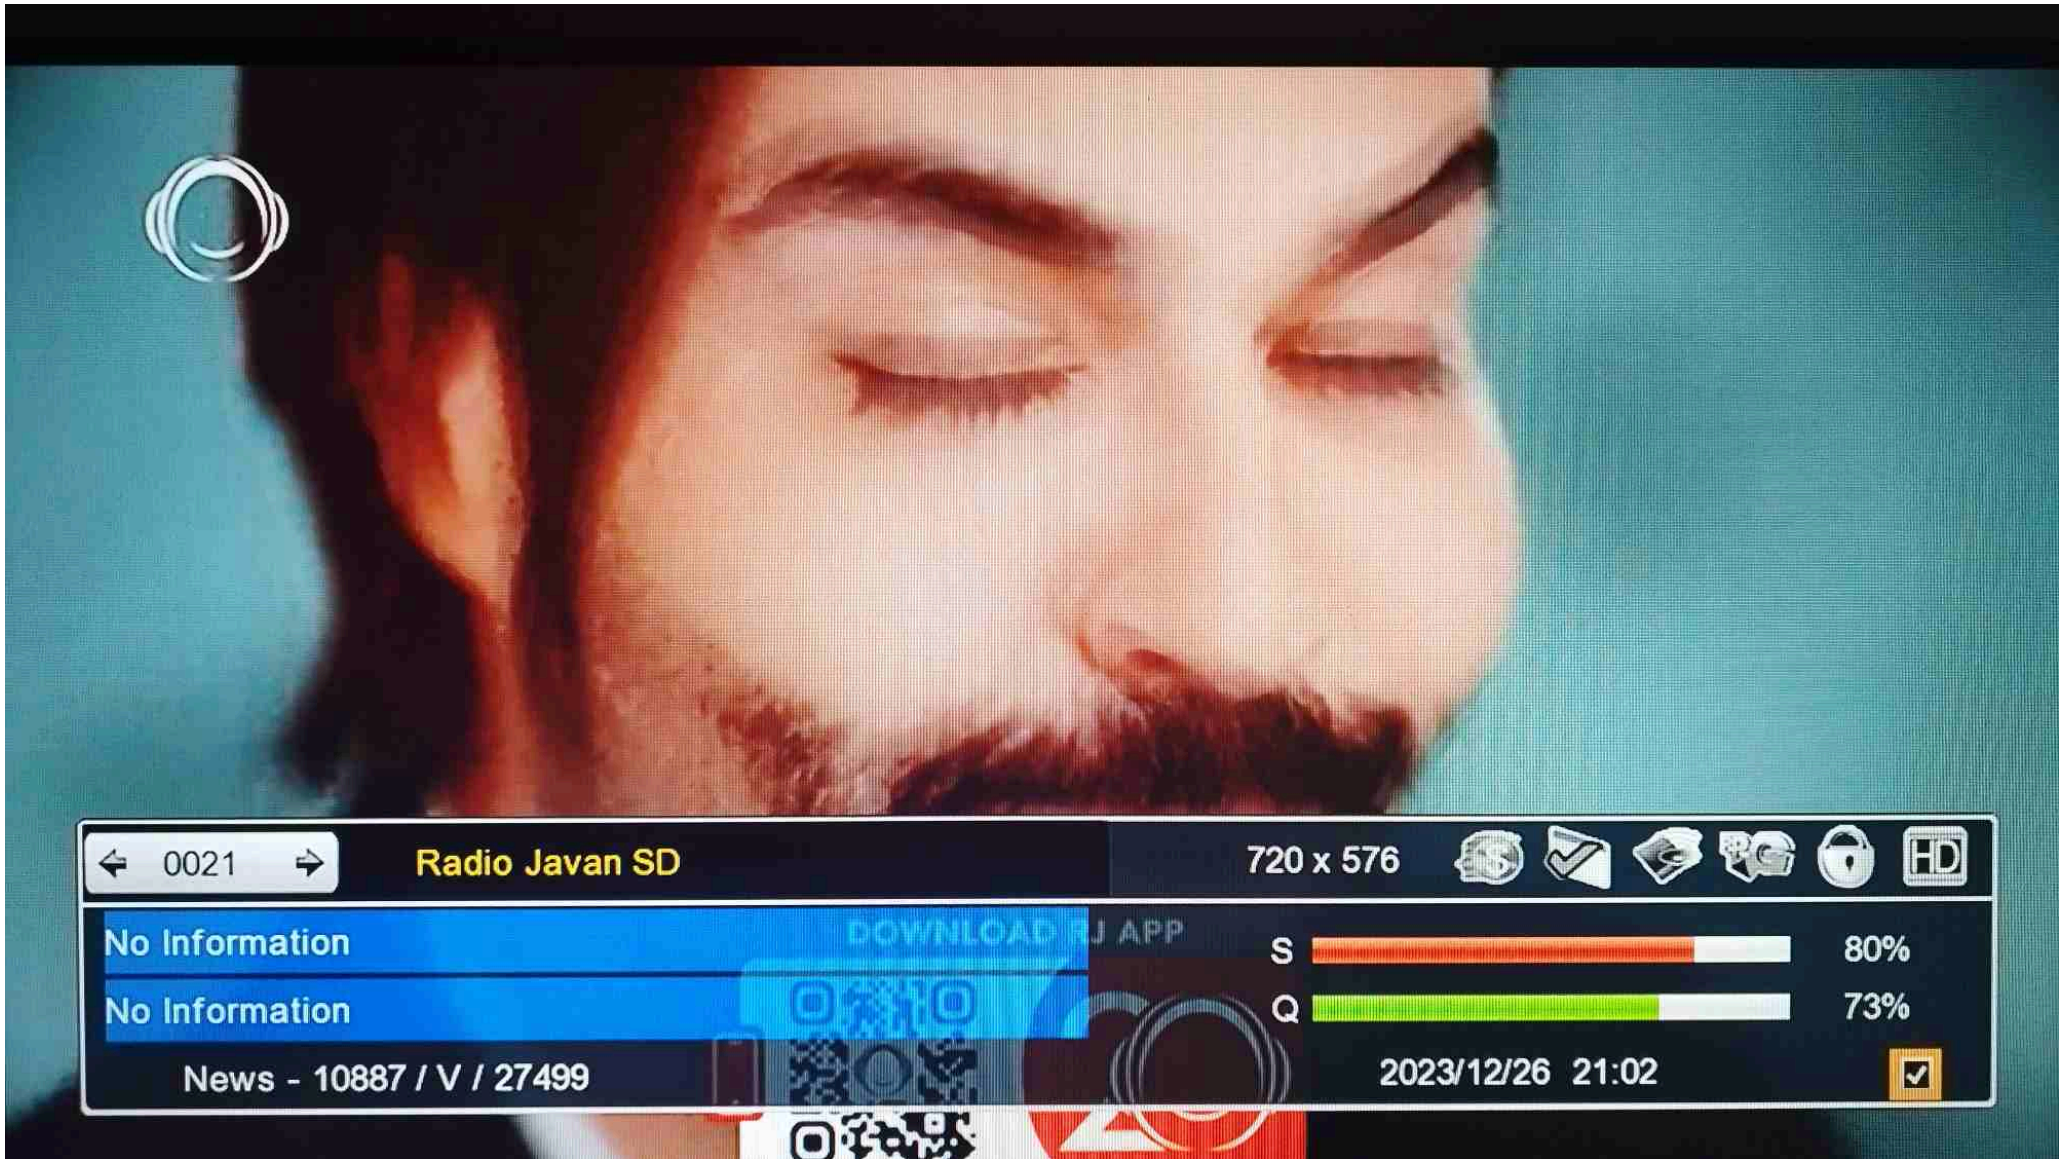 0021
Radio Javan SD
720 x 576
HD
No Information
DOWNLOAD RJ APP
S
80%
No Information
Q
73%
News - 10887 / V / 27499
2023/12/26 21:02